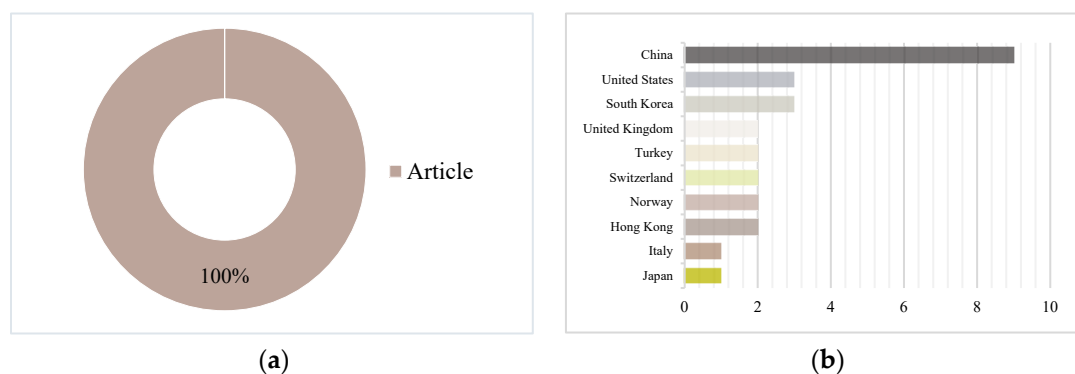 100%
Article
(a)
China
United States
South Korea
United Kingdom
Turkey
Switzerland
Norway
Hong Kong
Italy
Japan
0 2 4 6 8 10
(b)